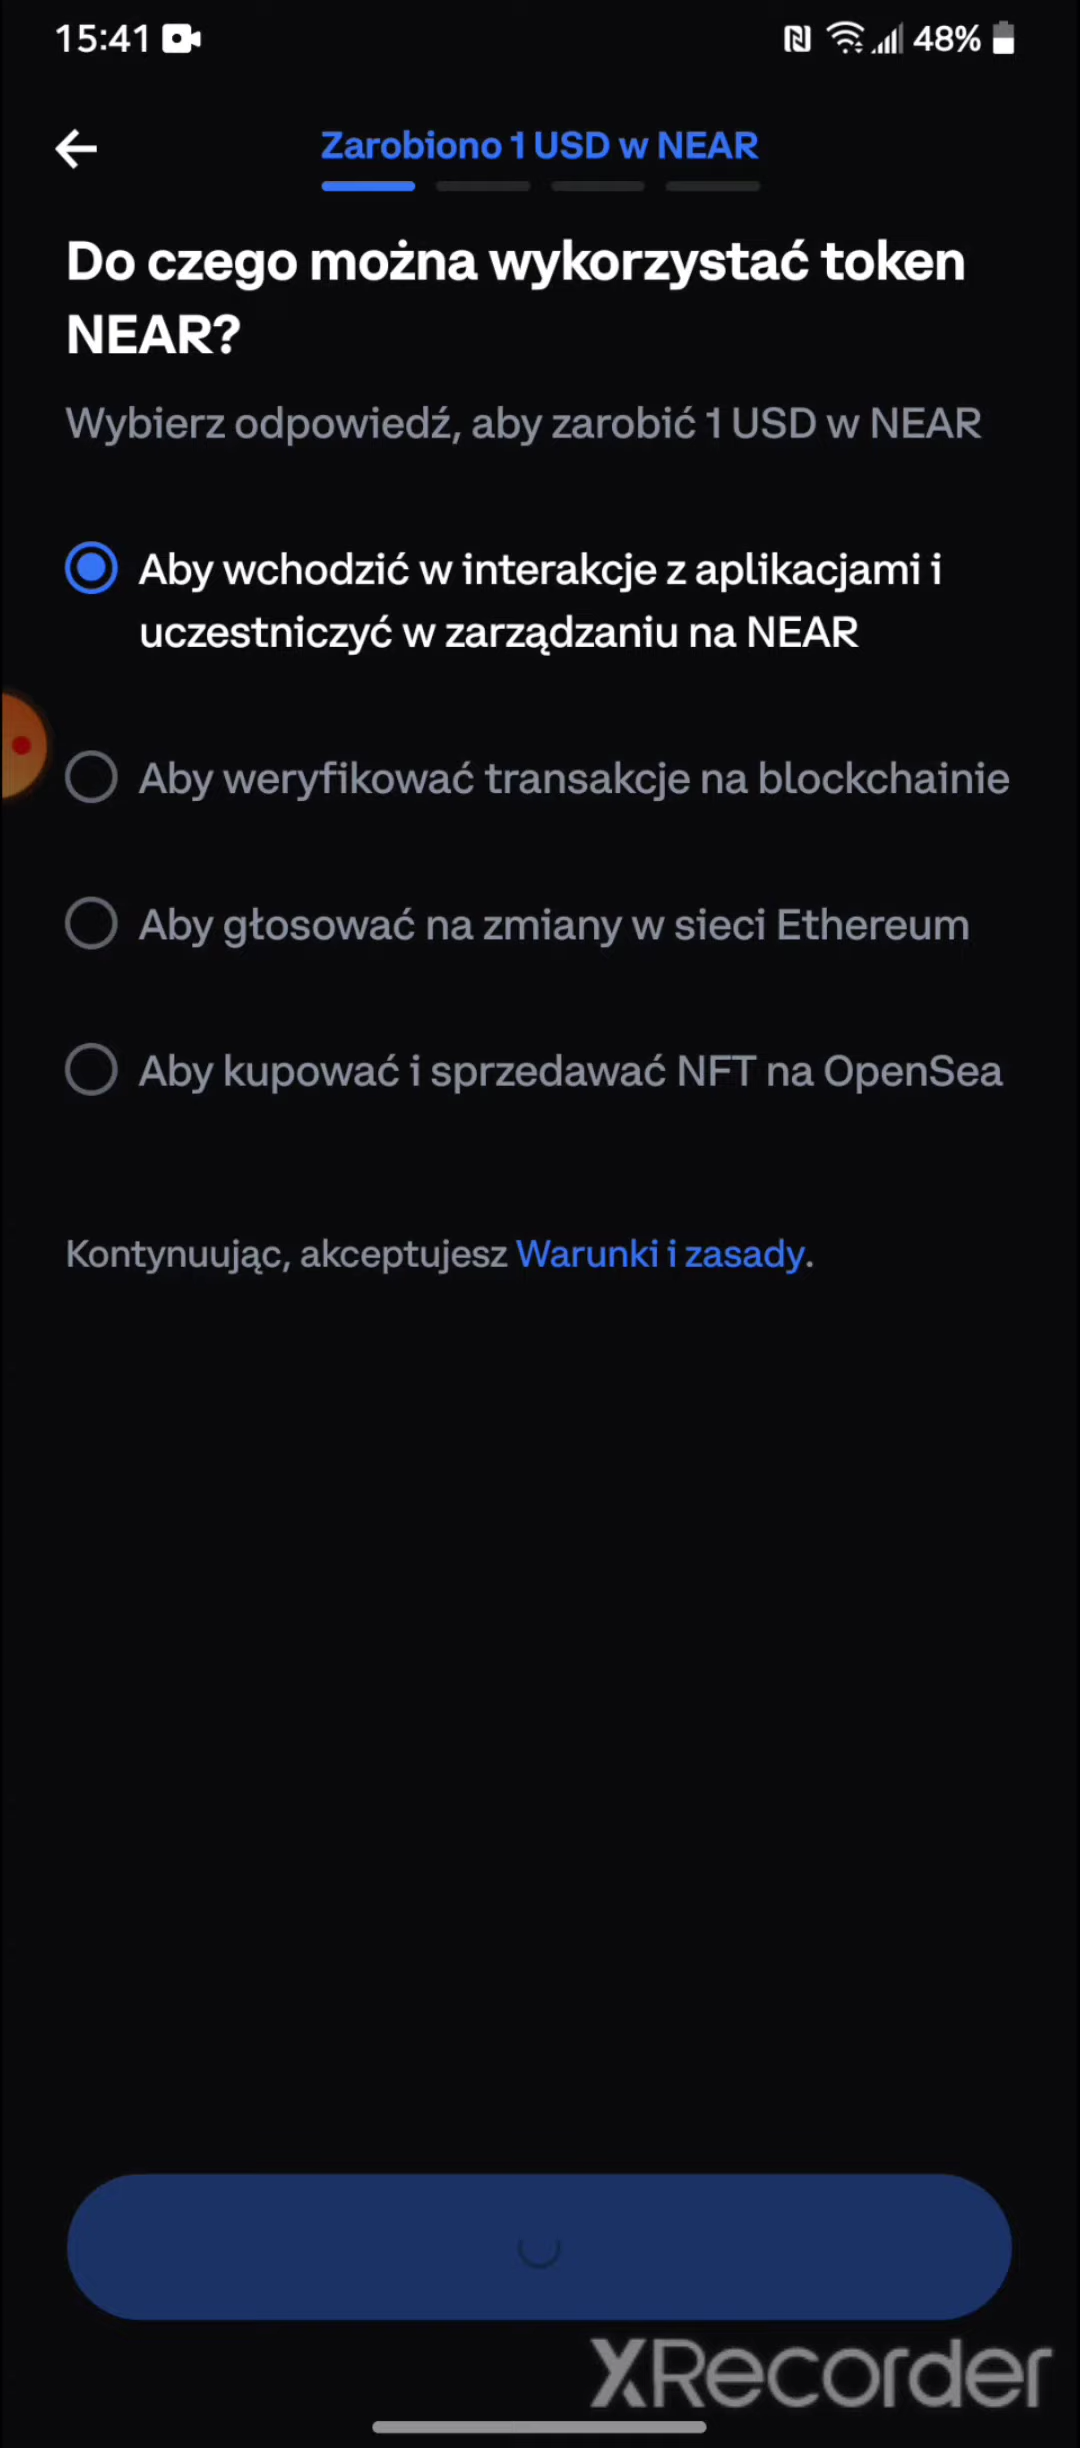 15:41 48%
Zarobiono 1 USD w NEAR
Do czego można wykorzystać token
NEAR?
Wybierz odpowiedź, aby zarobić 1 USD w NEAR
Aby wchodzić w interakcje z aplikacjami i
uczestniczyć w zarządzaniu na NEAR
Aby weryfikować transakcje na blockchainie
Aby głosować na zmiany w sieci Ethereum
Aby kupować i sprzedawać NFT na OpenSea
Kontynuując, akceptujesz Warunki i zasady.
XRecorder